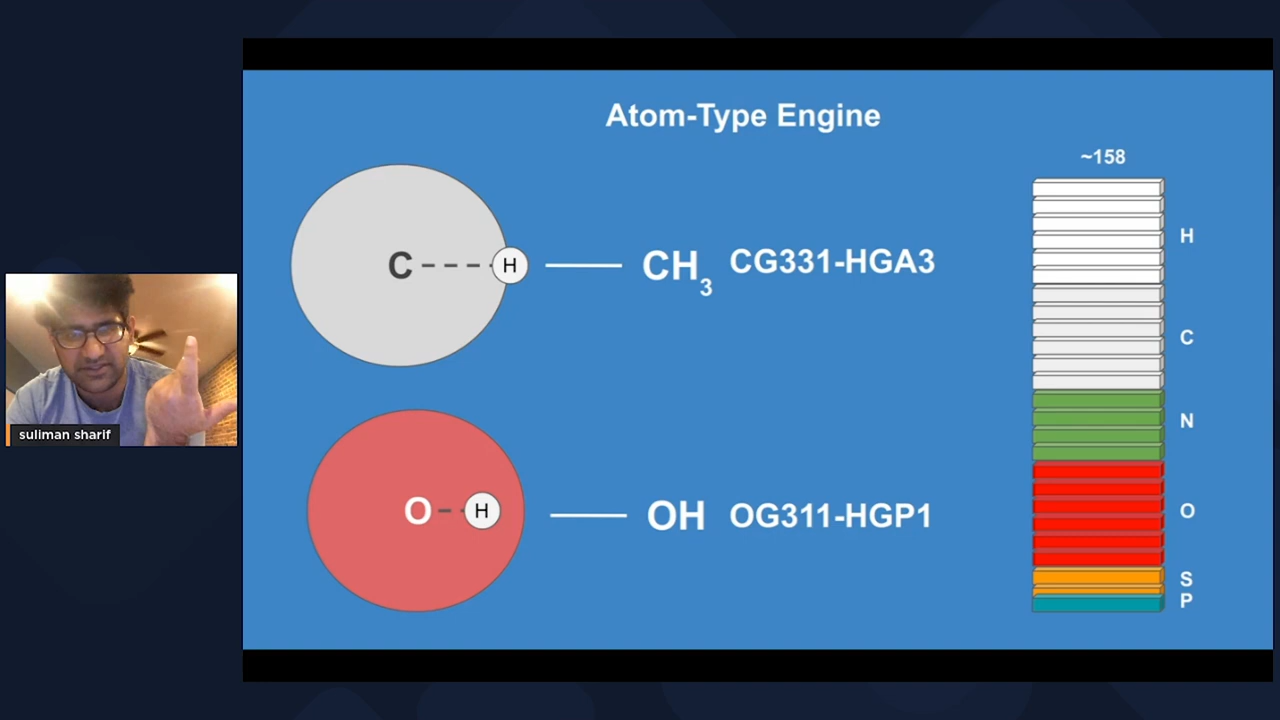 Atom-Type Engine
~158
C
H
CH3 CG331-HGA3
O
H
OH OG311-HGP1
H
C
N
O
S
P
suliman sharif